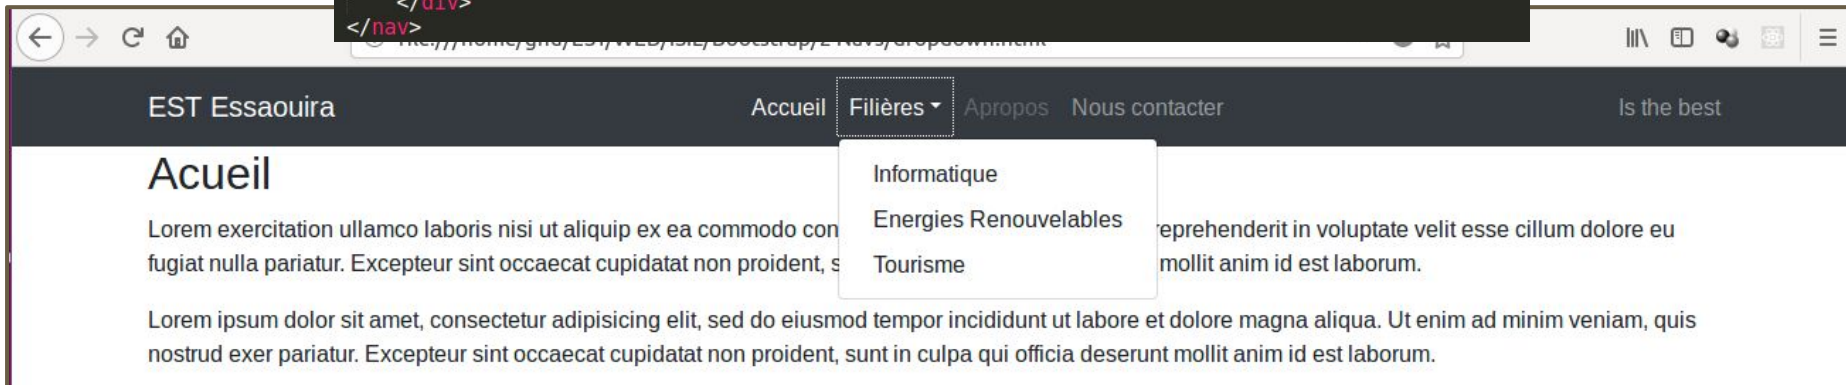 </div>
</nav>
EST Essaouira Accueil Filières Apropos Nous contacter Is the best
Acueil
Informatique
Energies Renouvelables
Tourisme
Lorem exercitation ullamco laboris nisi ut aliquip ex ea commodo con eprehenderit in voluptate velit esse cillum dolore eu
fugiat nulla pariatur. Excepteur sint occaecat cupidatat non proident, s mollit anim id est laborum.
Lorem ipsum dolor sit amet, consectetur adipisicing elit, sed do eiusmod tempor incididunt ut labore et dolore magna aliqua. Ut enim ad minim veniam, quis
nostrud exer pariatur. Excepteur sint occaecat cupidatat non proident, sunt in culpa qui officia deserunt mollit anim id est laborum.